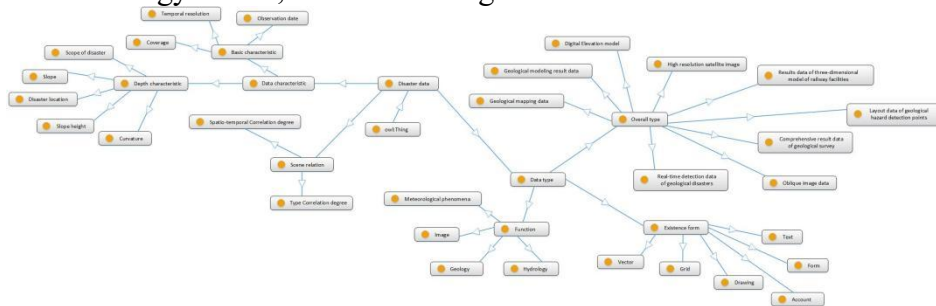 Temporal resolution
Observation date
Coverage
Basic characteristic
Scope of disaster
Slope
Depth characteristic
Data characteristic
Disaster data
Disaster location
Slope height
Curvature
Spatio-temporal Correlation degree
owl:Thing
Scene relation
Type Correlation degree
Digital Elevation model
High resolution satellite image
Geological modeling result data
Results data of three-dimensional
model of railway facilities
Geological mapping data
Layout data of geological
hazard detection points
Overall type
Comprehensive result data
of geological survey
Data type
Real-time detection data
of geological disasters
Oblique image data
Meteorological phenomena
Image
Function
Geology
Hydrology
Existence form
Text
Vector
Grid
Form
Drawing
Account